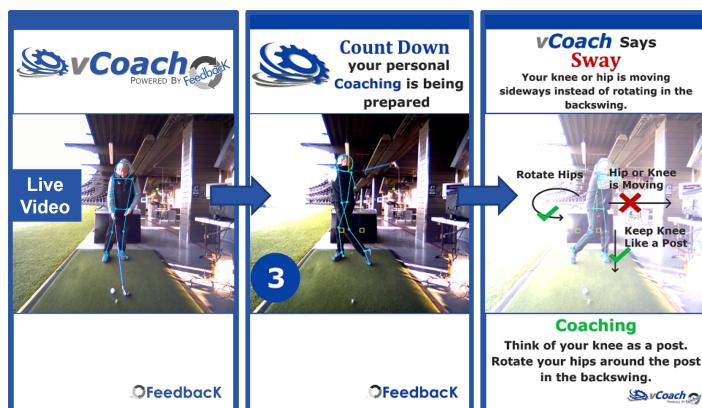 vCoach
POWERED BY FeedbacK
Live
Video
FeedbacK
Count Down
your personal
Coaching is being
prepared
3
FeedbacK
vCoach Says
Sway
Your knee or hip is moving
sideways instead of rotating in the
backswing.
Rotate Hips
Hip or Knee
is Moving
Keep Knee
Like a Post
Coaching
Think of your knee as a post.
Rotate your hips around the post
in the backswing.
vCoach